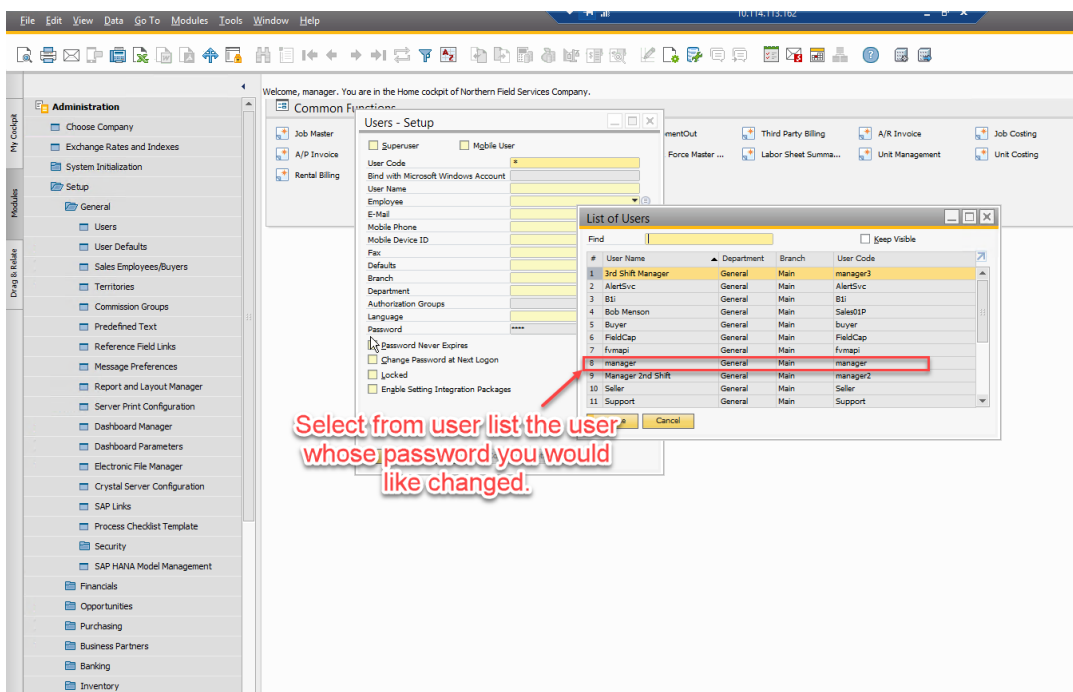 File Edit View Data Go To Modules Tools Window Help
10.114.113.162
Welcome, manager. You are in the Home cockpit of Northern Field Services Company.
My Cockpit
Modules
Drag & Relate
Administration
Choose Company
Exchange Rates and Indexes
System Initialization
Setup
General
Users
User Defaults
Sales Employees/Buyers
Territories
Commission Groups
Predefined Text
Reference Field Links
Message Preferences
Report and Layout Manager
Server Print Configuration
Dashboard Manager
Dashboard Parameters
Electronic File Manager
Crystal Server Configuration
SAP Links
Process Checklist Template
Security
SAP HANA Model Management
Financials
Opportunities
Purchasing
Business Partners
Banking
Inventory
Common Functions
Job Master
A/P Invoice
Rental Billing
mentOut Third Party Billing A/R Invoice Job Costing
Force Master ... Labor Sheet Summa... Unit Management Unit Costing
Users - Setup
Superuser Mobile User
User Code *
Bind with Microsoft Windows Account
User Name
Employee
E-Mail
Mobile Phone
Mobile Device ID
Fax
Defaults
Branch
Department
Authorization Groups
Language
Password ****
Password Never Expires
Change Password at Next Logon
Locked
Enable Setting Integration Packages
List of Users
Find Keep Visible
# User Name Department Branch User Code
1 3rd Shift Manager General Main manager3
2 AlertSvc General Main AlertSvc
3 B1i General Main B1i
4 Bob Menson General Main Sales01P
5 Buyer General Main buyer
6 FieldCap General Main FieldCap
7 fvmapi General Main fvmapi
8 manager General Main manager
9 Manager 2nd Shift General Main manager2
10 Seller General Main Seller
11 Support General Main Support
Cancel
Select from user list the user
whose password you would
like changed.